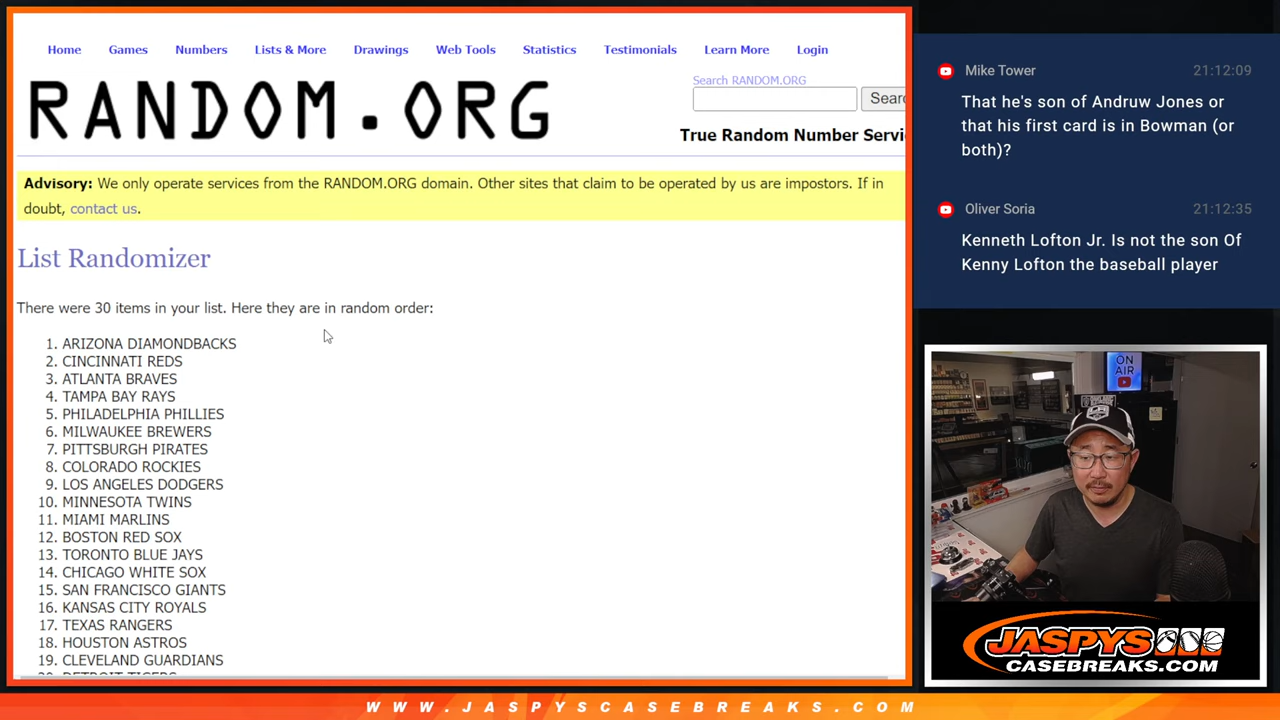 Home Games Numbers Lists & More Drawings Web Tools Statistics Testimonials Learn More Login
RANDOM.ORG
Search RANDOM.ORG
Sear
True Random Number Servi
Advisory: We only operate services from the RANDOM.ORG domain. Other sites that claim to be operated by us are impostors. If in
doubt, contact us.
List Randomizer
There were 30 items in your list. Here they are in random order:
1. ARIZONA DIAMONDBACKS
2. CINCINNATI REDS
3. ATLANTA BRAVES
4. TAMPA BAY RAYS
5. PHILADELPHIA PHILLIES
6. MILWAUKEE BREWERS
7. PITTSBURGH PIRATES
8. COLORADO ROCKIES
9. LOS ANGELES DODGERS
10. MINNESOTA TWINS
11. MIAMI MARLINS
12. BOSTON RED SOX
13. TORONTO BLUE JAYS
14. CHICAGO WHITE SOX
15. SAN FRANCISCO GIANTS
16. KANSAS CITY ROYALS
17. TEXAS RANGERS
18. HOUSTON ASTROS
19. CLEVELAND GUARDIANS
20. DETROIT TIGERS
Mike Tower 21:12:09
That he's son of Andruw Jones or
that his first card is in Bowman (or
both)?
Oliver Soria 21:12:35
Kenneth Lofton Jr. Is not the son Of
Kenny Lofton the baseball player
ON
AIR
JASPYS
CASEBREAKS.COM
WWW.JASPYSCASEBREAKS.COM